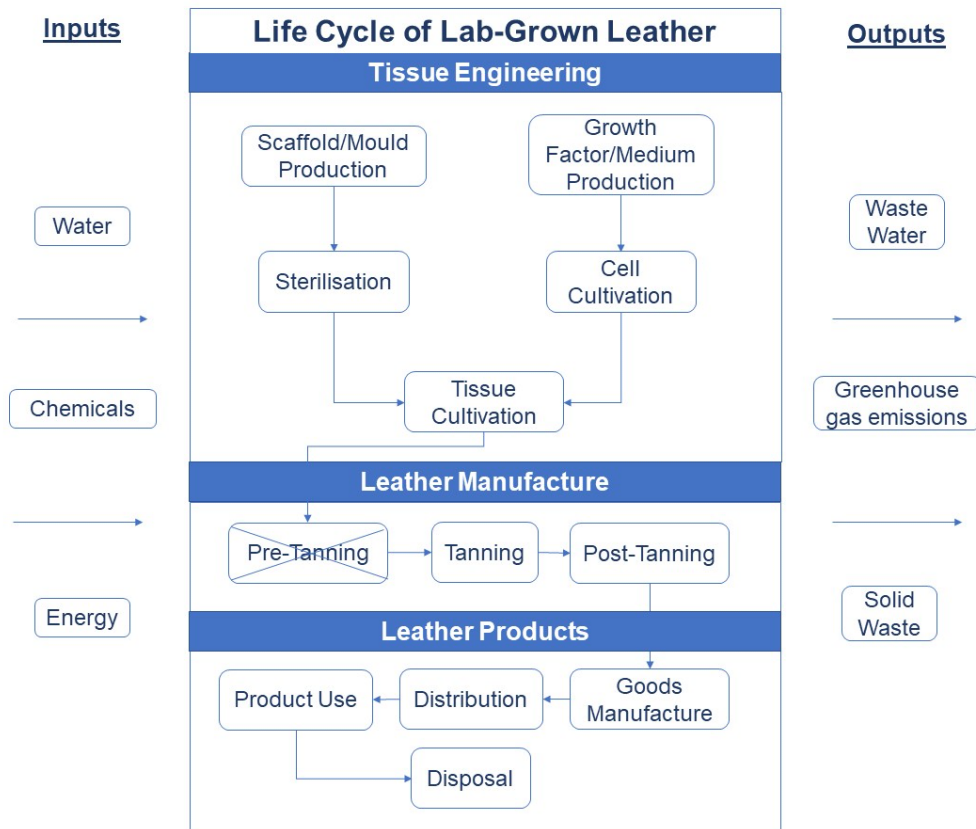 Inputs
Life Cycle of Lab-Grown Leather
Outputs
Tissue Engineering
Scaffold/Mould
Production
Growth
Factor/Medium
Production
Water
Waste
Water
Sterilisation
Cell
Cultivation
Chemicals
Tissue
Cultivation
Greenhouse
gas emissions
Leather Manufacture
Pre-Tanning
Tanning
Post-Tanning
Energy
Solid
Waste
Leather Products
Product Use
Distribution
Goods
Manufacture
Disposal